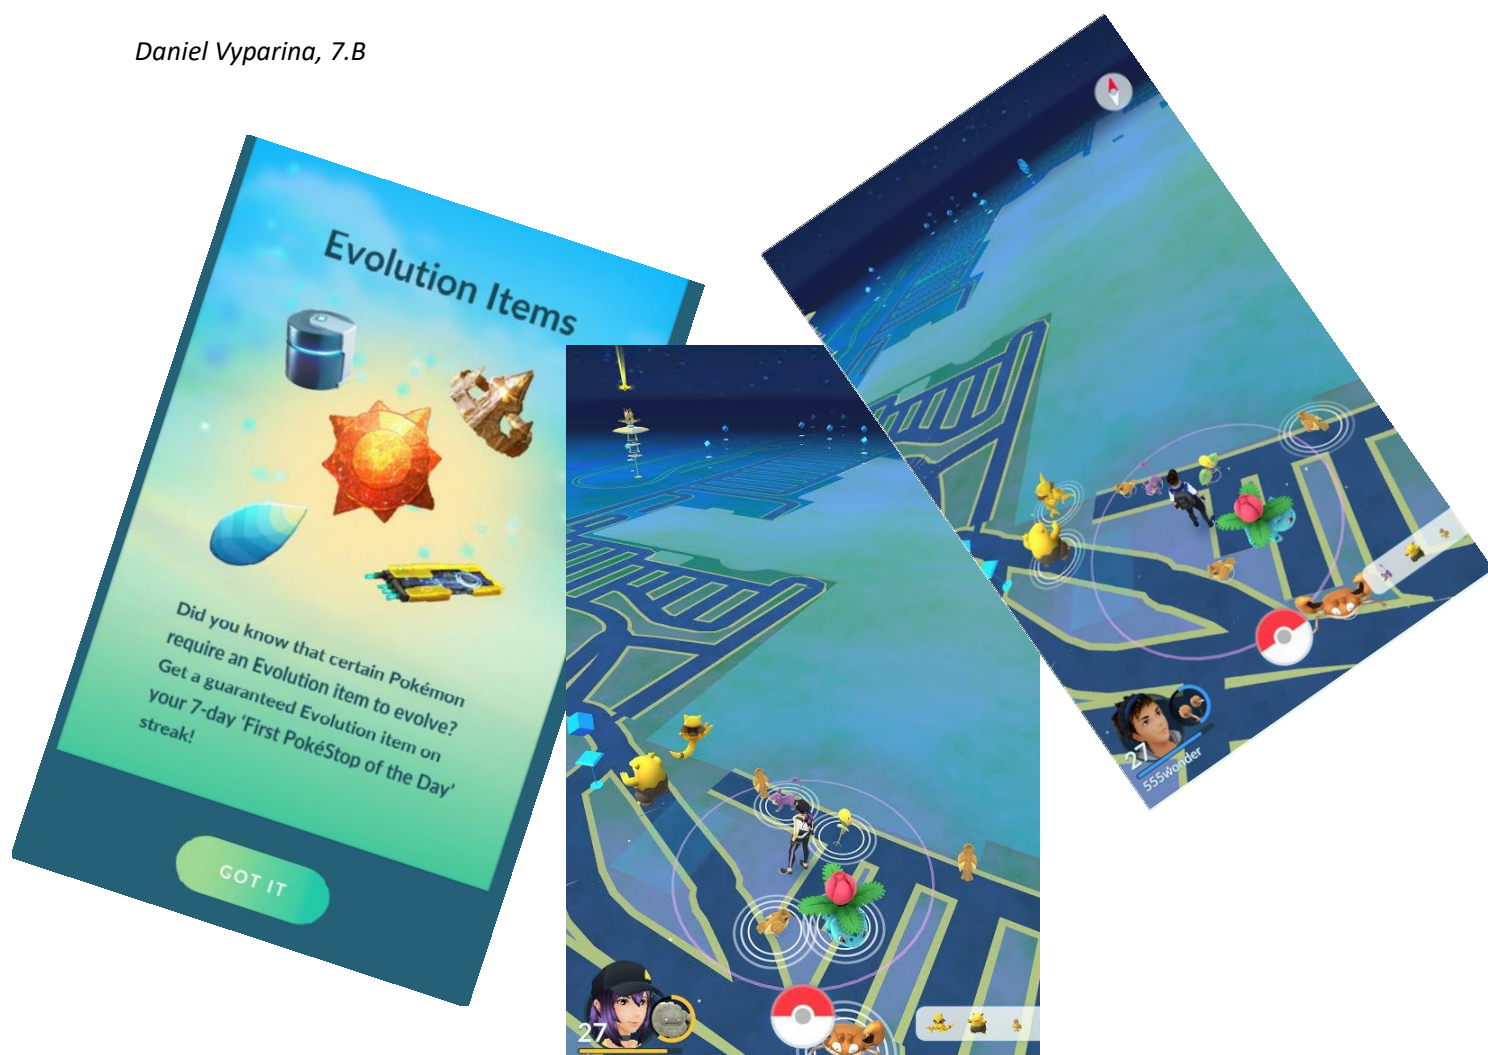 Daniel Vyparina, 7.B
Evolution Items
Did you know that certain Pokémon
require an Evolution item to evolve?
Get a guaranteed Evolution item on
your 7-day ‘First PokéStop of the Day’
streak!
GOT IT
27
27
555wonder